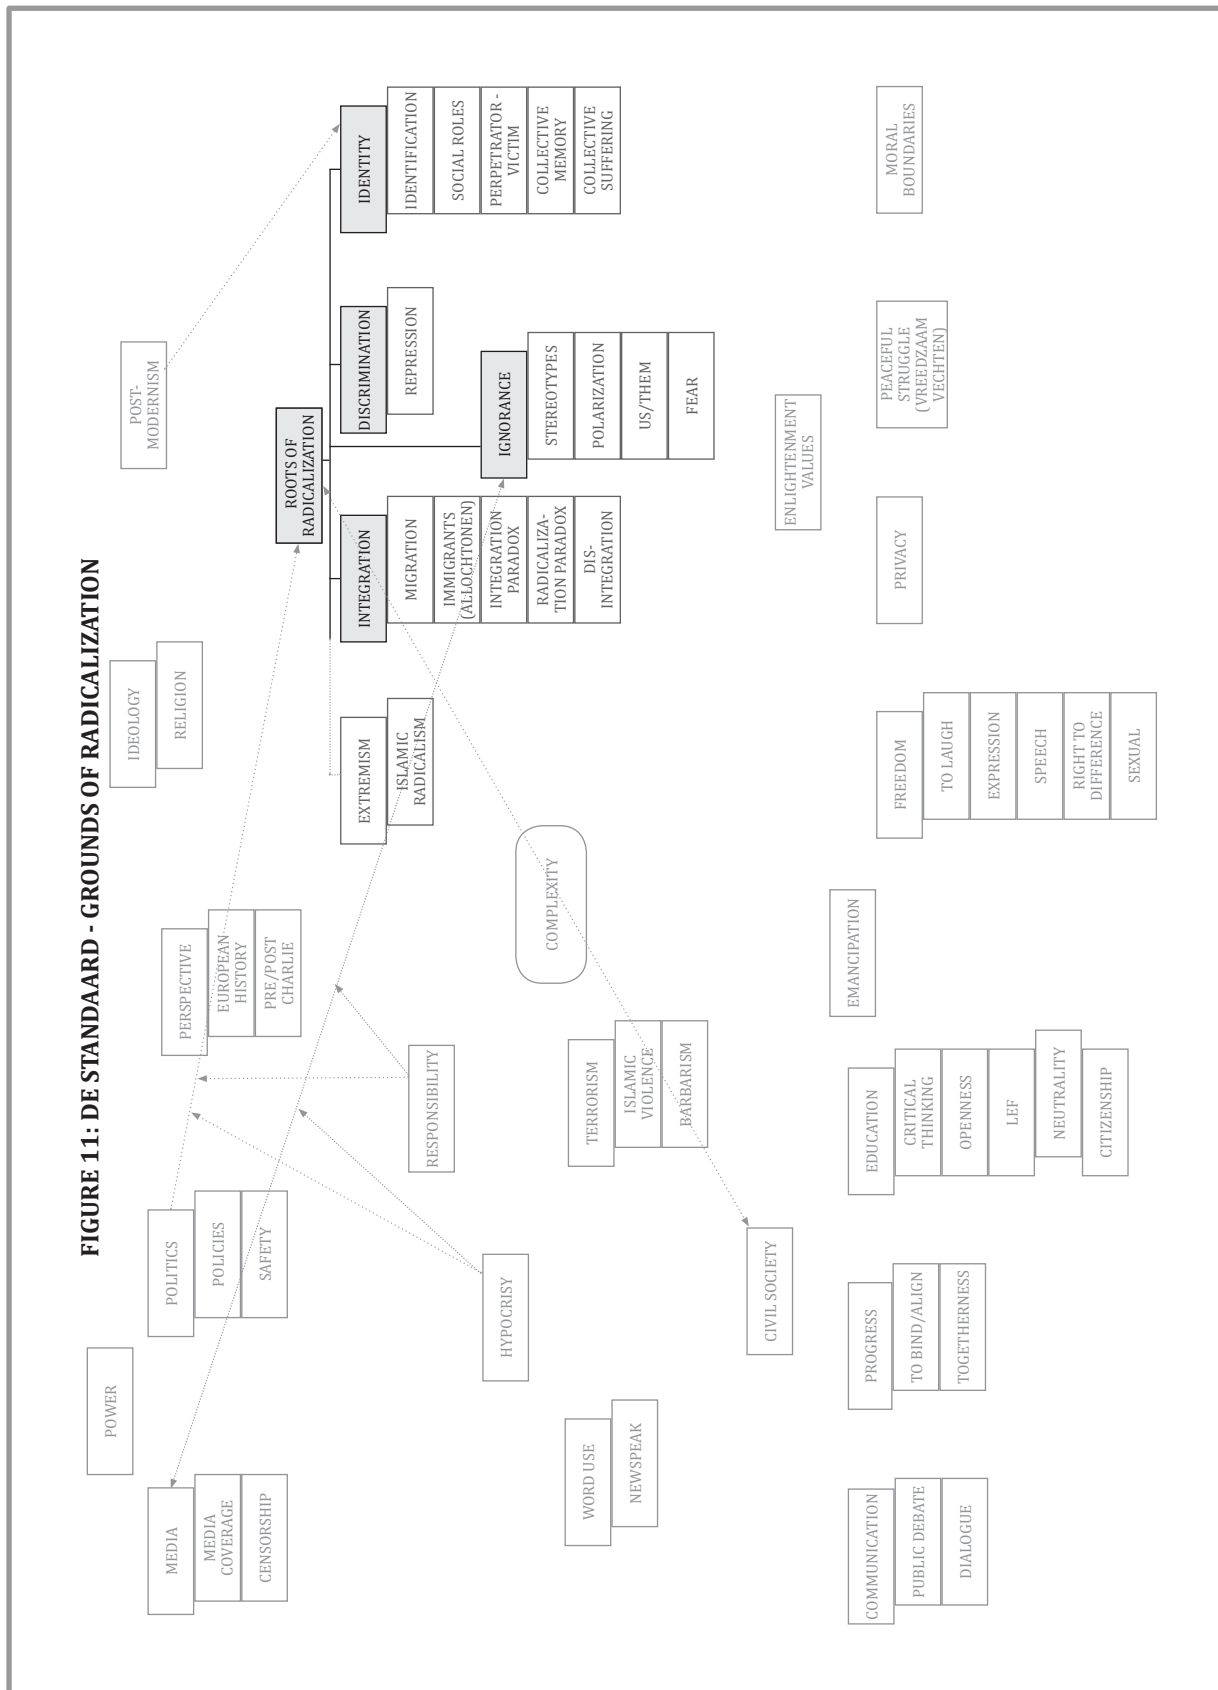 FIGURE 11: DE STANDAARD - GROUNDS OF RADICALIZATION
MEDIA
MEDIA
COVERAGE
CENSORSHIP
POWER
POLITICS
POLICIES
SAFETY
PERSPECTIVE
EUROPEAN
HISTORY
PRE/POST
CHARLIE
IDEOLOGY
RELIGION
POST-
MODERNISM
ROOTS OF
RADICALIZATION
EXTREMISM
ISLAMIC
RADICALISM
INTEGRATION
MIGRATION
IMMIGRANTS
(ALLOCHTONEN)
INTEGRATION
PARADOX
RADICALIZA-
TION PARADOX
DIS-
INTEGRATION
DISCRIMINATION
REPRESSION
IDENTITY
IDENTIFICATION
SOCIAL ROLES
PERPETRATOR -
VICTIM
COLLECTIVE
MEMORY
COLLECTIVE
SUFFERING
IGNORANCE
STEREOTYPES
POLARIZATION
US/THEM
FEAR
HYPOCRISY
RESPONSIBILITY
COMPLEXITY
WORD USE
NEWSPEAK
TERRORISM
ISLAMIC
VIOLENCE
BARBARISM
CIVIL SOCIETY
ENLIGHTENMENT
VALUES
COMMUNICATION
PUBLIC DEBATE
DIALOGUE
PROGRESS
TO BIND/ALIGN
TOGETHERNESS
EDUCATION
CRITICAL
THINKING
OPENNESS
LEF
NEUTRALITY
CITIZENSHIP
EMANCIPATION
FREEDOM
TO LAUGH
EXPRESSION
SPEECH
RIGHT TO
DIFFERENCE
SEXUAL
PRIVACY
PEACEFUL
STRUGGLE
(VREEDZAAM
VECHTEN)
MORAL
BOUNDARIES